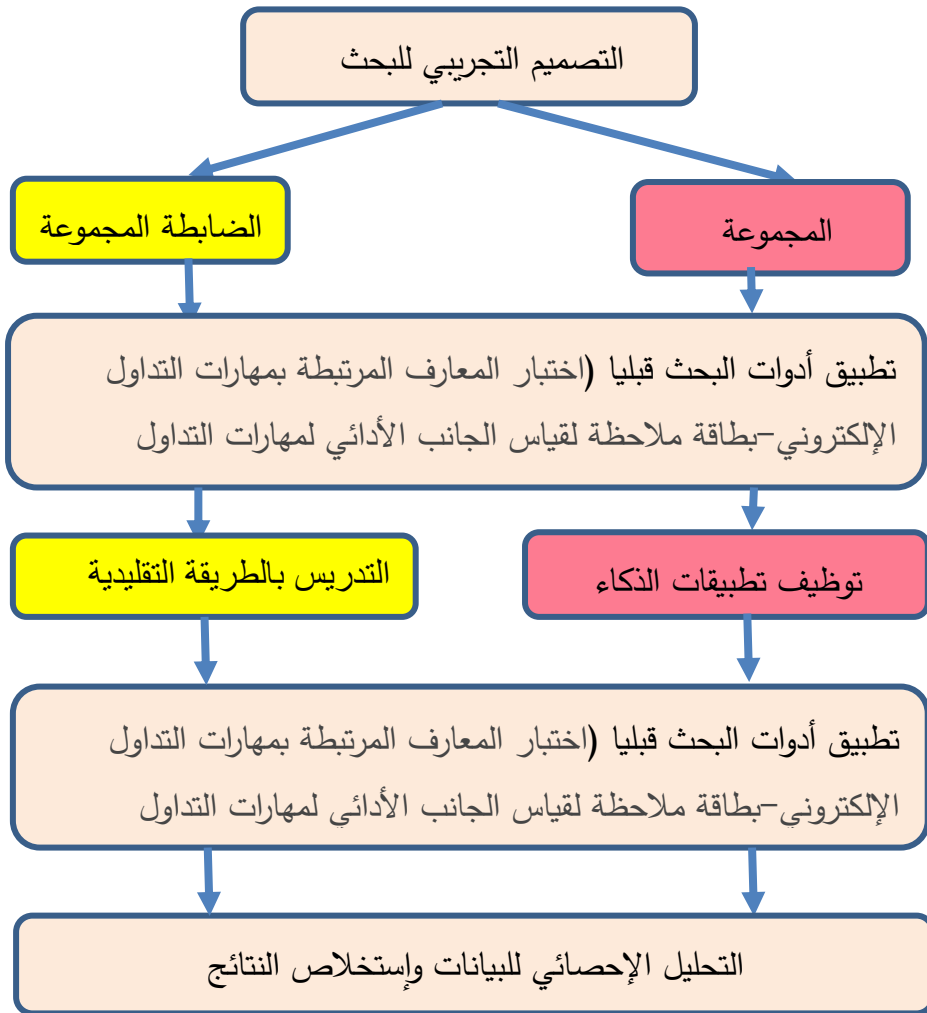 التصميم التجريبي للبحث
المجموعة
الضابطة المجموعة
تطبيق أدوات البحث قبليا (اختبار المعارف المرتبطة بمهارات التداول
الإلكتروني–بطاقة ملاحظة لقياس الجانب الأدائي لمهارات التداول
توظيف تطبيقات الذكاء
التدريس بالطريقة التقليدية
تطبيق أدوات البحث قبليا (اختبار المعارف المرتبطة بمهارات التداول
الإلكتروني–بطاقة ملاحظة لقياس الجانب الأدائي لمهارات التداول
التحليل الإحصائي للبيانات وإستخلاص النتائج